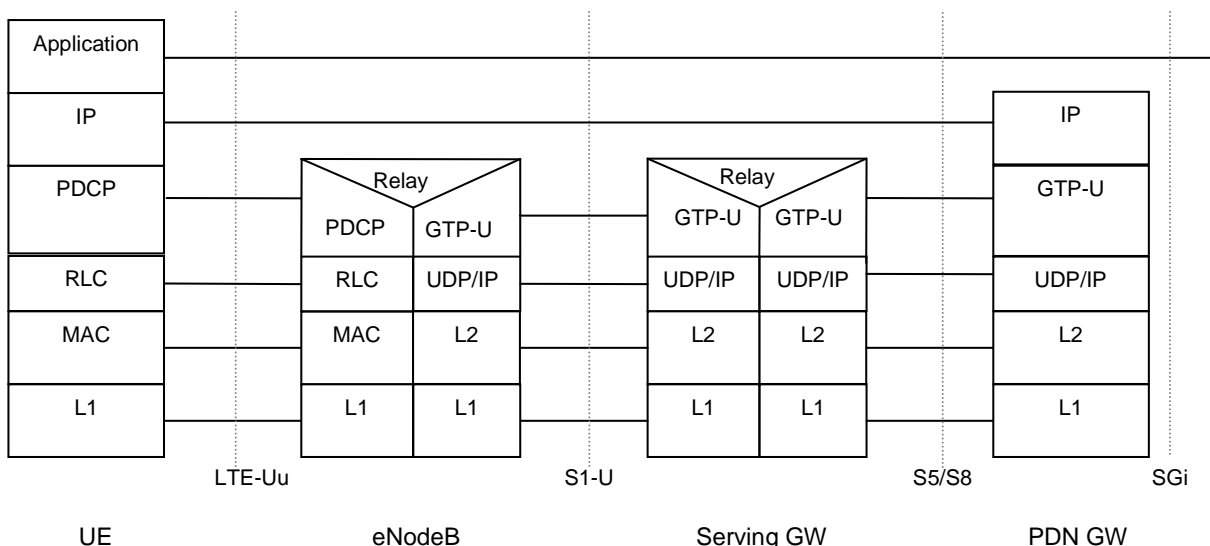 Application
IP
IP
PDCP
Relay
Relay
GTP-U
PDCP
GTP-U
GTP-U
GTP-U
RLC
RLC
UDP/IP
UDP/IP
UDP/IP
UDP/IP
MAC
MAC
L2
L2
L2
L2
L1
L1
L1
L1
L1
L1
LTE-Uu
S1-U
S5/S8
SGi
UE
eNodeB
Serving GW
PDN GW